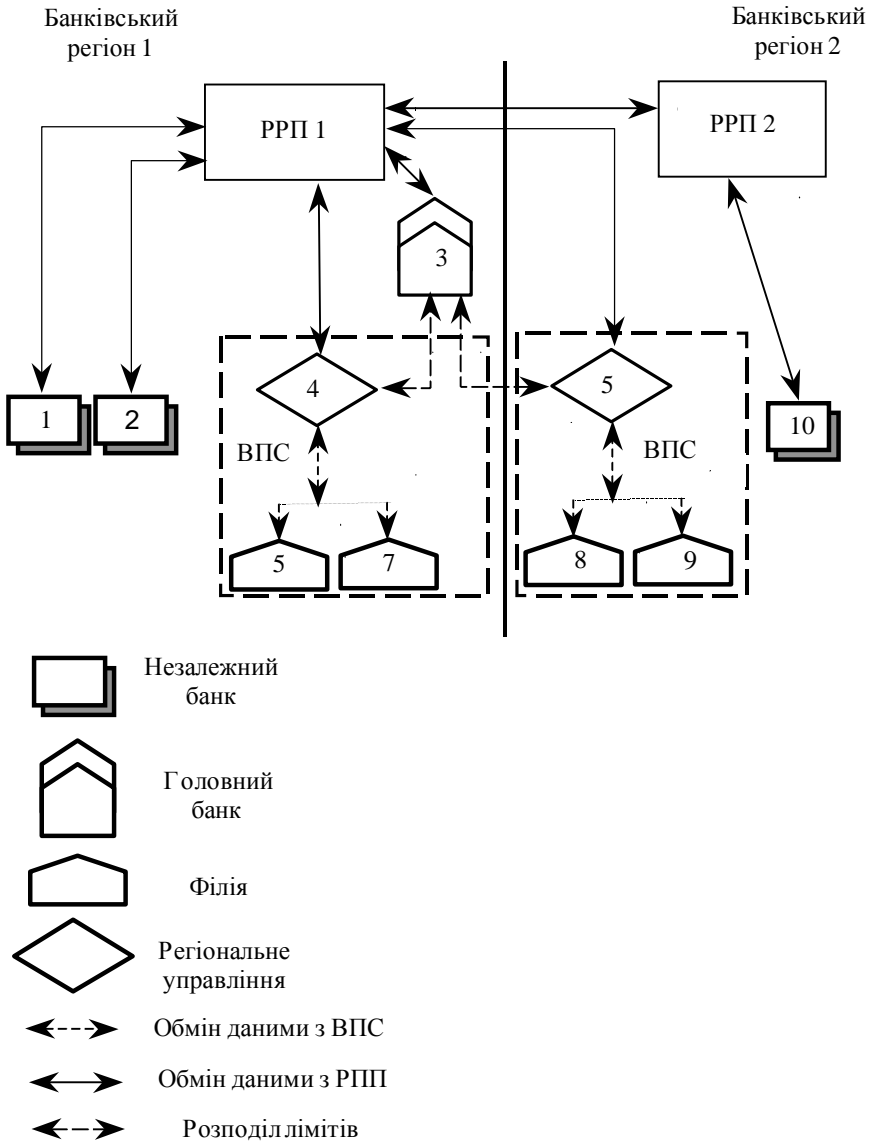 Банківський
регіон 1
Банківський
регіон 2
РРП 1
РРП 2
3
4
5
1
2
10
ВПС
ВПС
5
7
8
9
Незалежний
банк
Головний
банк
Філія
Регіональне
управління
Обмін даними з ВПС
Обмін даними з РПП
Розподіл лімітів